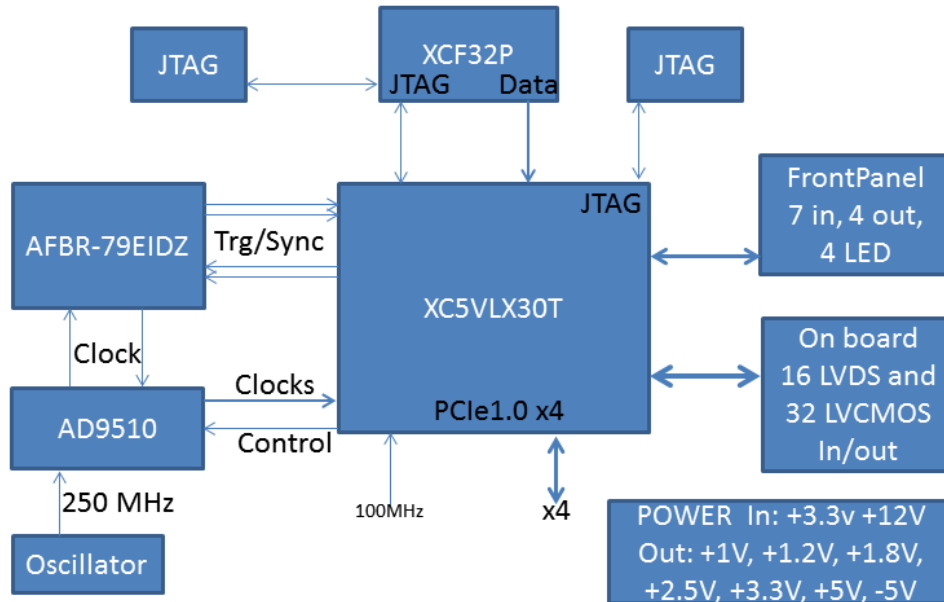 JTAG
XCF32P
JTAG Data
JTAG
AFBR-79EIDZ
Trg/Sync
JTAG
XC5VLX30T
PCIe1.0 x4
FrontPanel
7 in, 4 out,
4 LED
Clock
AD9510
Clocks
Control
On board
16 LVDS and
32 LVCMOS
In/out
250 MHz
Oscillator
100MHz
x4
POWER In: +3.3v +12V
Out: +1V, +1.2V, +1.8V,
+2.5V, +3.3V, +5V, -5V